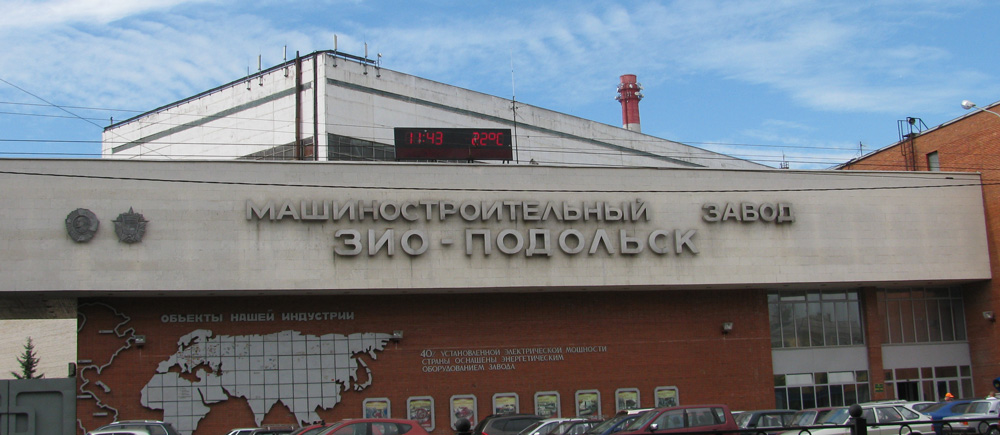 11:43 22°C
МАШИНОСТРОИТЕЛЬНЫЙ ЗАВОД
ЗИО-ПОДОЛЬСК
ОБЪЕКТЫ НАШЕЙ ИНДУСТРИИ
40% УСТАНОВЛЕННОЙ ЭЛЕКТРИЧЕСКОЙ МОЩНОСТИ
СТРАНЫ ОСНАЩЕНЫ ЭНЕРГЕТИЧЕСКИМ
ОБОРУДОВАНИЕМ ЗАВОДА